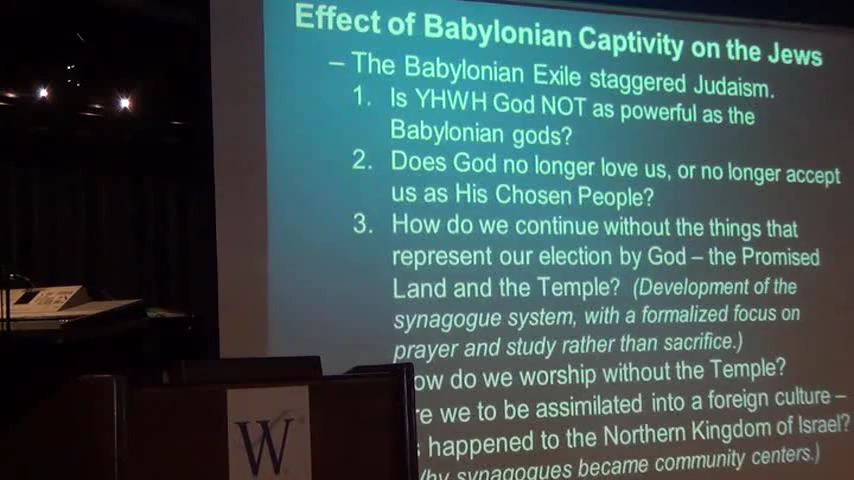 Effect of Babylonian Captivity on the Jews
– The Babylonian Exile staggered Judaism.
1. Is YHWH God NOT as powerful as the
Babylonian gods?
2. Does God no longer love us, or no longer accept
us as His Chosen People?
3. How do we continue without the things that
represent our election by God – the Promised
Land and the Temple? (Development of the
synagogue system, with a formalized focus on
prayer and study rather than sacrifice.)
ow do we worship without the Temple?
re we to be assimilated into a foreign culture –
s happened to the Northern Kingdom of Israel?
hy synagogues became community centers.)
W